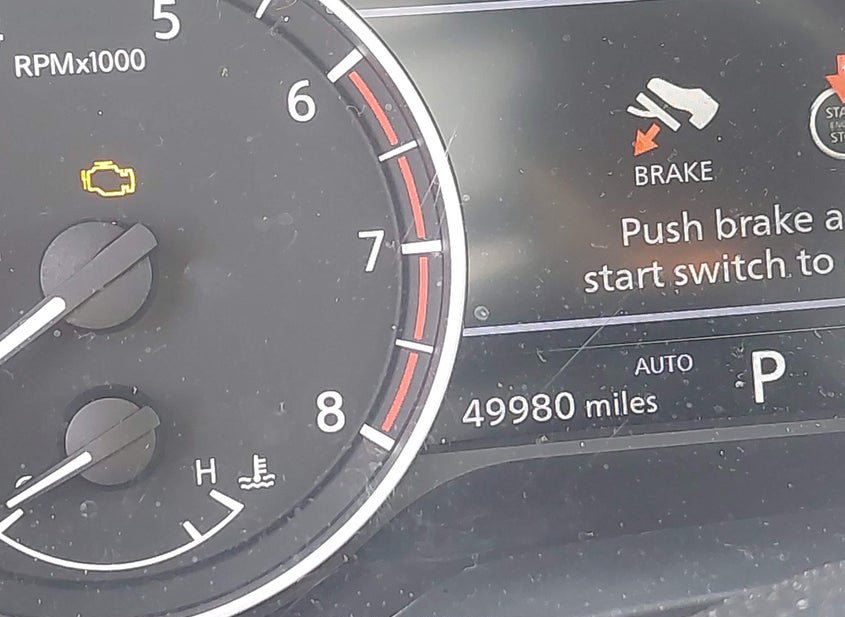 5
RPMx1000
6
7
8
H
BRAKE
Push brake a
start switch to
AUTO
P
49980 miles